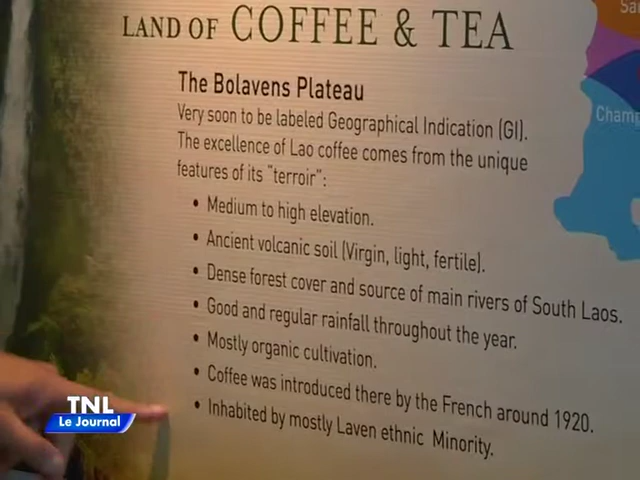 LAND OF COFFEE & TEA
The Bolavens Plateau
Very soon to be labeled Geographical Indication (GI).
The excellence of Lao coffee comes from the unique
features of its "terroir":
• Medium to high elevation.
• Ancient volcanic soil (Virgin, light, fertile).
• Dense forest cover and source of main rivers of South Laos.
• Good and regular rainfall throughout the year.
• Mostly organic cultivation.
• Coffee was introduced there by the French around 1920.
• Inhabited by mostly Laven ethnic Minority.
TNL
Le Journal